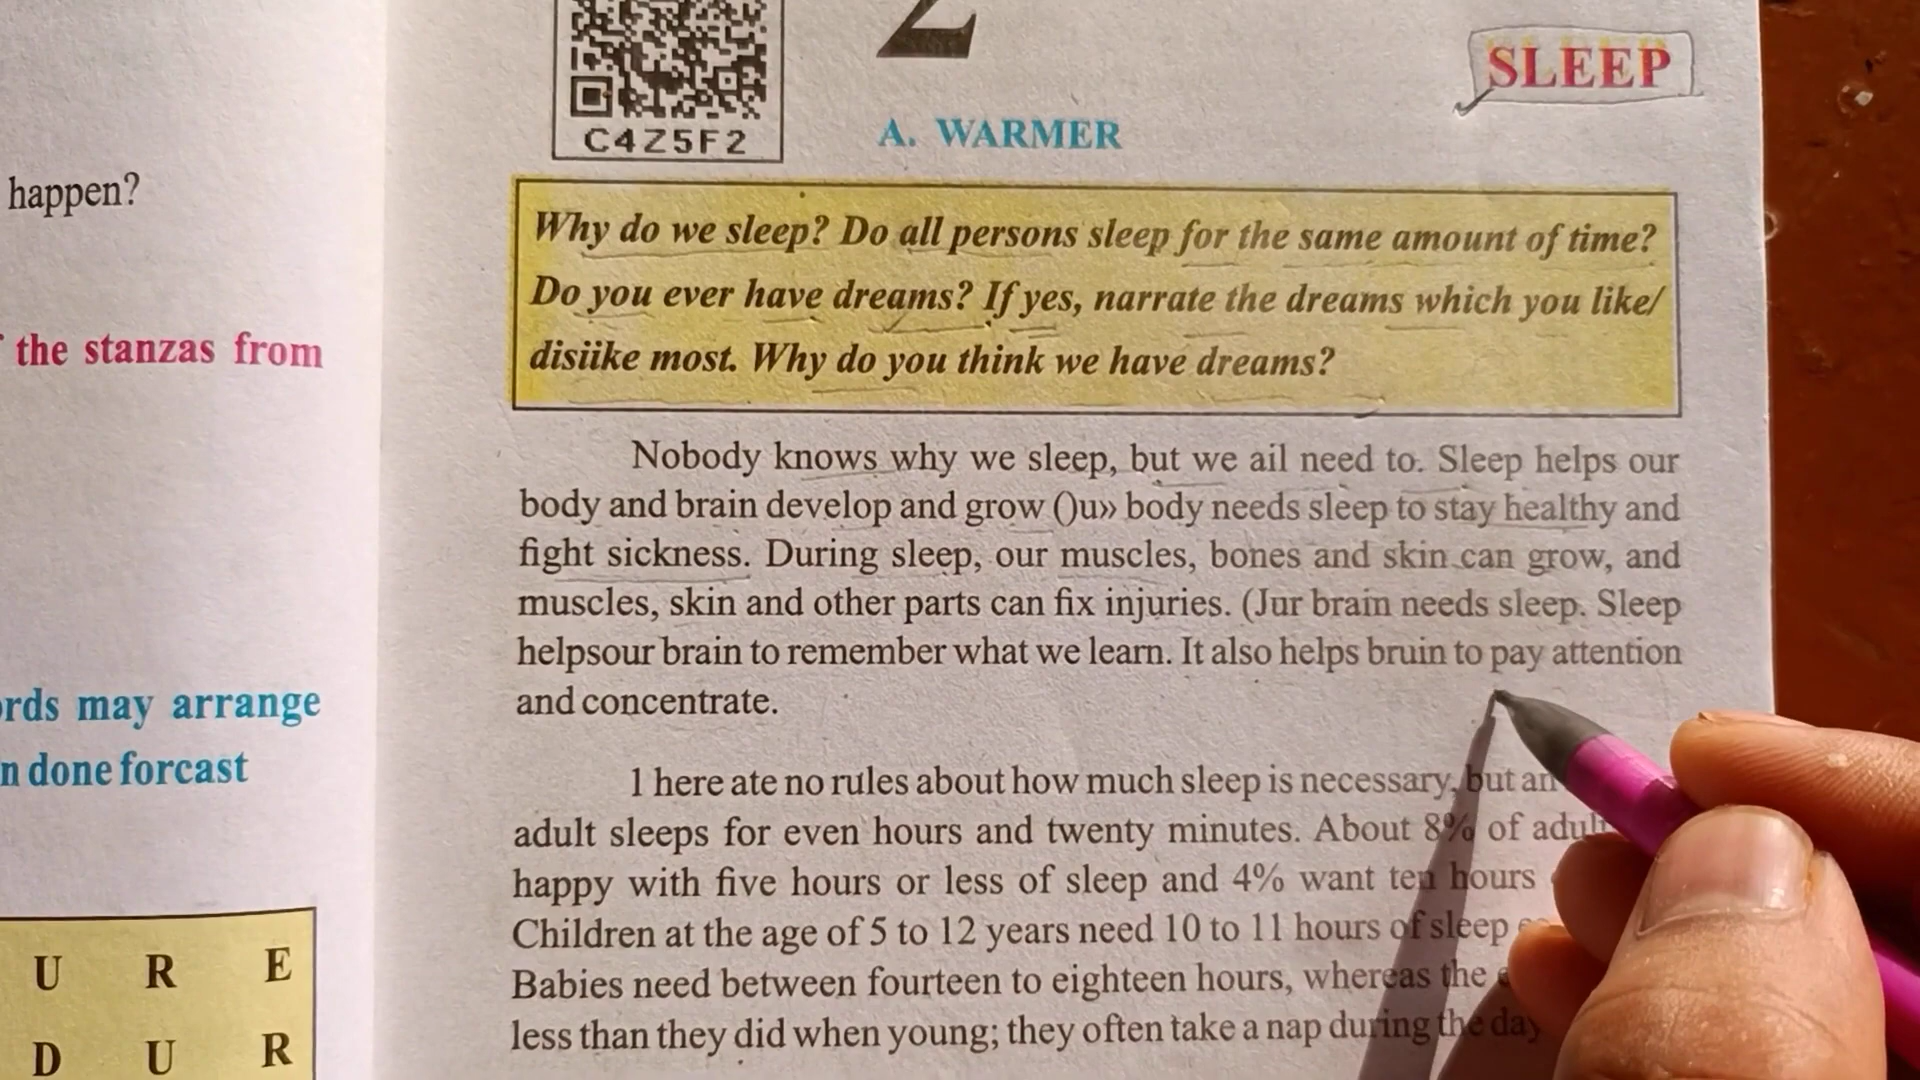 happen?
the stanzas from
ords may arrange
n done forcast
U R E
D U R
C4Z5F2
2
SLEEP
A. WARMER
Why do we sleep? Do all persons sleep for the same amount of time?
Do you ever have dreams? If yes, narrate the dreams which you like/
disiike most. Why do you think we have dreams?
Nobody knows why we sleep, but we ail need to. Sleep helps our
body and brain develop and grow ()u» body needs sleep to stay healthy and
fight sickness. During sleep, our muscles, bones and skin can grow, and
muscles, skin and other parts can fix injuries. (Jur brain needs sleep. Sleep
helpsour brain to remember what we learn. It also helps bruin to pay attention
and concentrate.
1 here ate no rules about how much sleep is necessary, but an
adult sleeps for even hours and twenty minutes. About 8% of
happy with five hours or less of sleep and 4% want ten hours
Children at the age of 5 to 12 years need 10 to 11 hours of sleep
Babies need between fourteen to eighteen hours, whereas the
less than they did when young; they often take a nap during the day